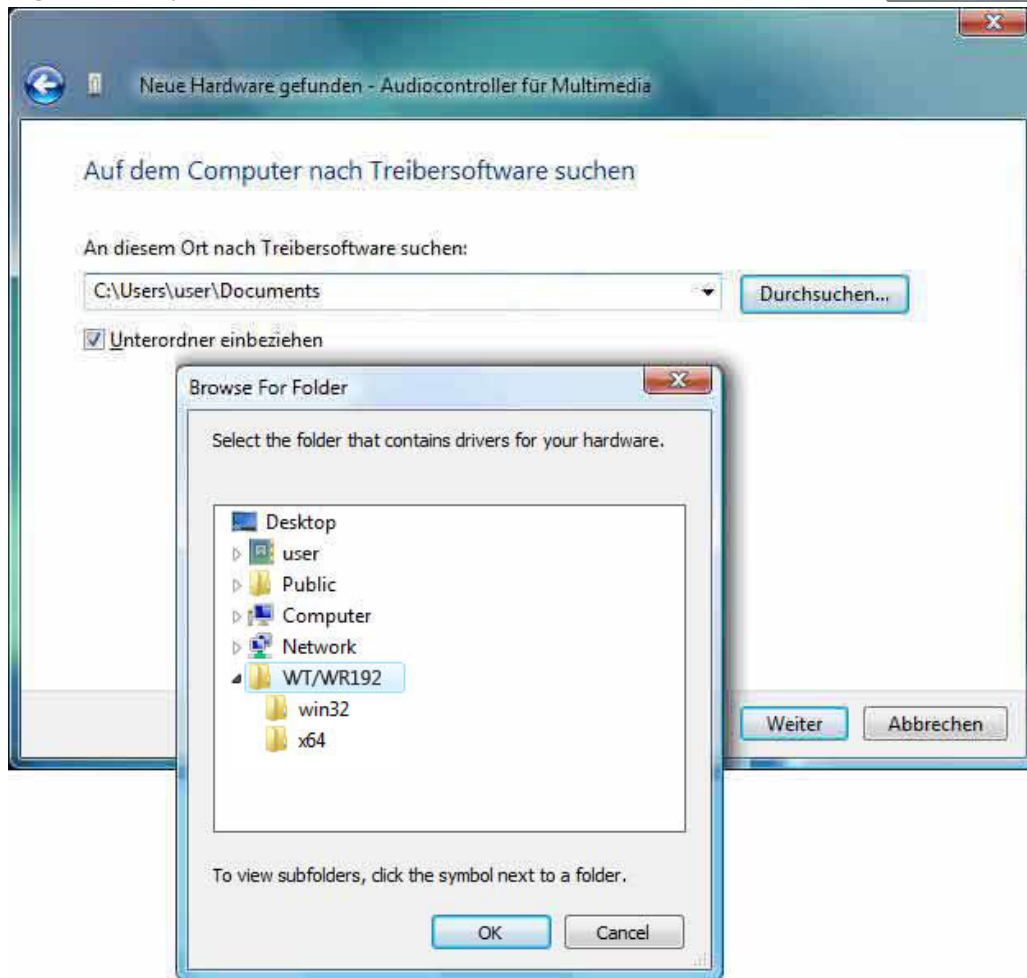 Neue Hardware gefunden - Audiocontroller für Multimedia
Auf dem Computer nach Treibersoftware suchen
An diesem Ort nach Treibersoftware suchen:
C:\Users\user\Documents
Durchsuchen...
Unterordner einbeziehen
Browse For Folder
Select the folder that contains drivers for your hardware.
Desktop
user
Public
Computer
Network
WT/WR192
win32
x64
To view subfolders, click the symbol next to a folder.
OK
Cancel
Weiter
Abbrechen